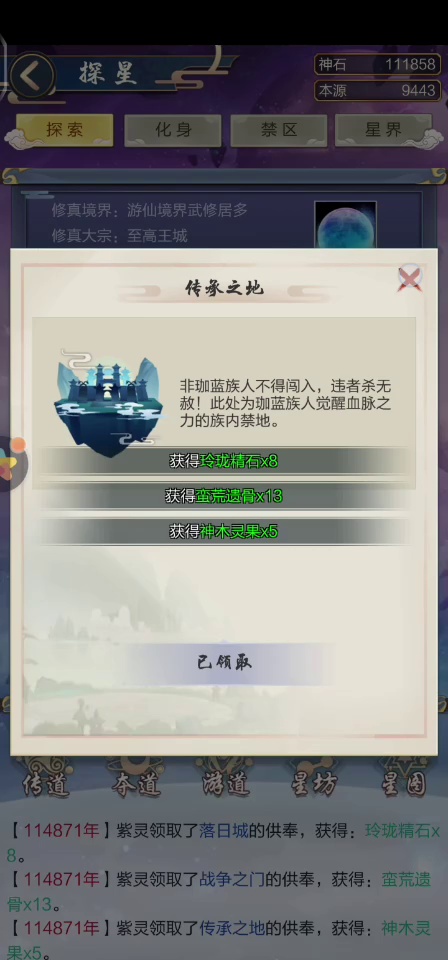 探星
神石 111858
本源 9443
探索 化身 禁区 星界
修真境界：游仙境界武修居多
修真大宗：至高王城
传承之地
非珈蓝族人不得闯入，违者杀无
赦！此处为珈蓝族人觉醒血脉之
力的族内禁地。
获得玲珑精石x8
获得蛮荒遗骨x13
获得神木灵果x5
已领取
传道 夺道 游道 星坊 星图
【114871年】紫灵领取了落日城的供奉，获得：玲珑精石x
8。
【114871年】紫灵领取了战争之门的供奉，获得：蛮荒遗
骨x13。
【114871年】紫灵领取了传承之地的供奉，获得：神木灵
果x5。